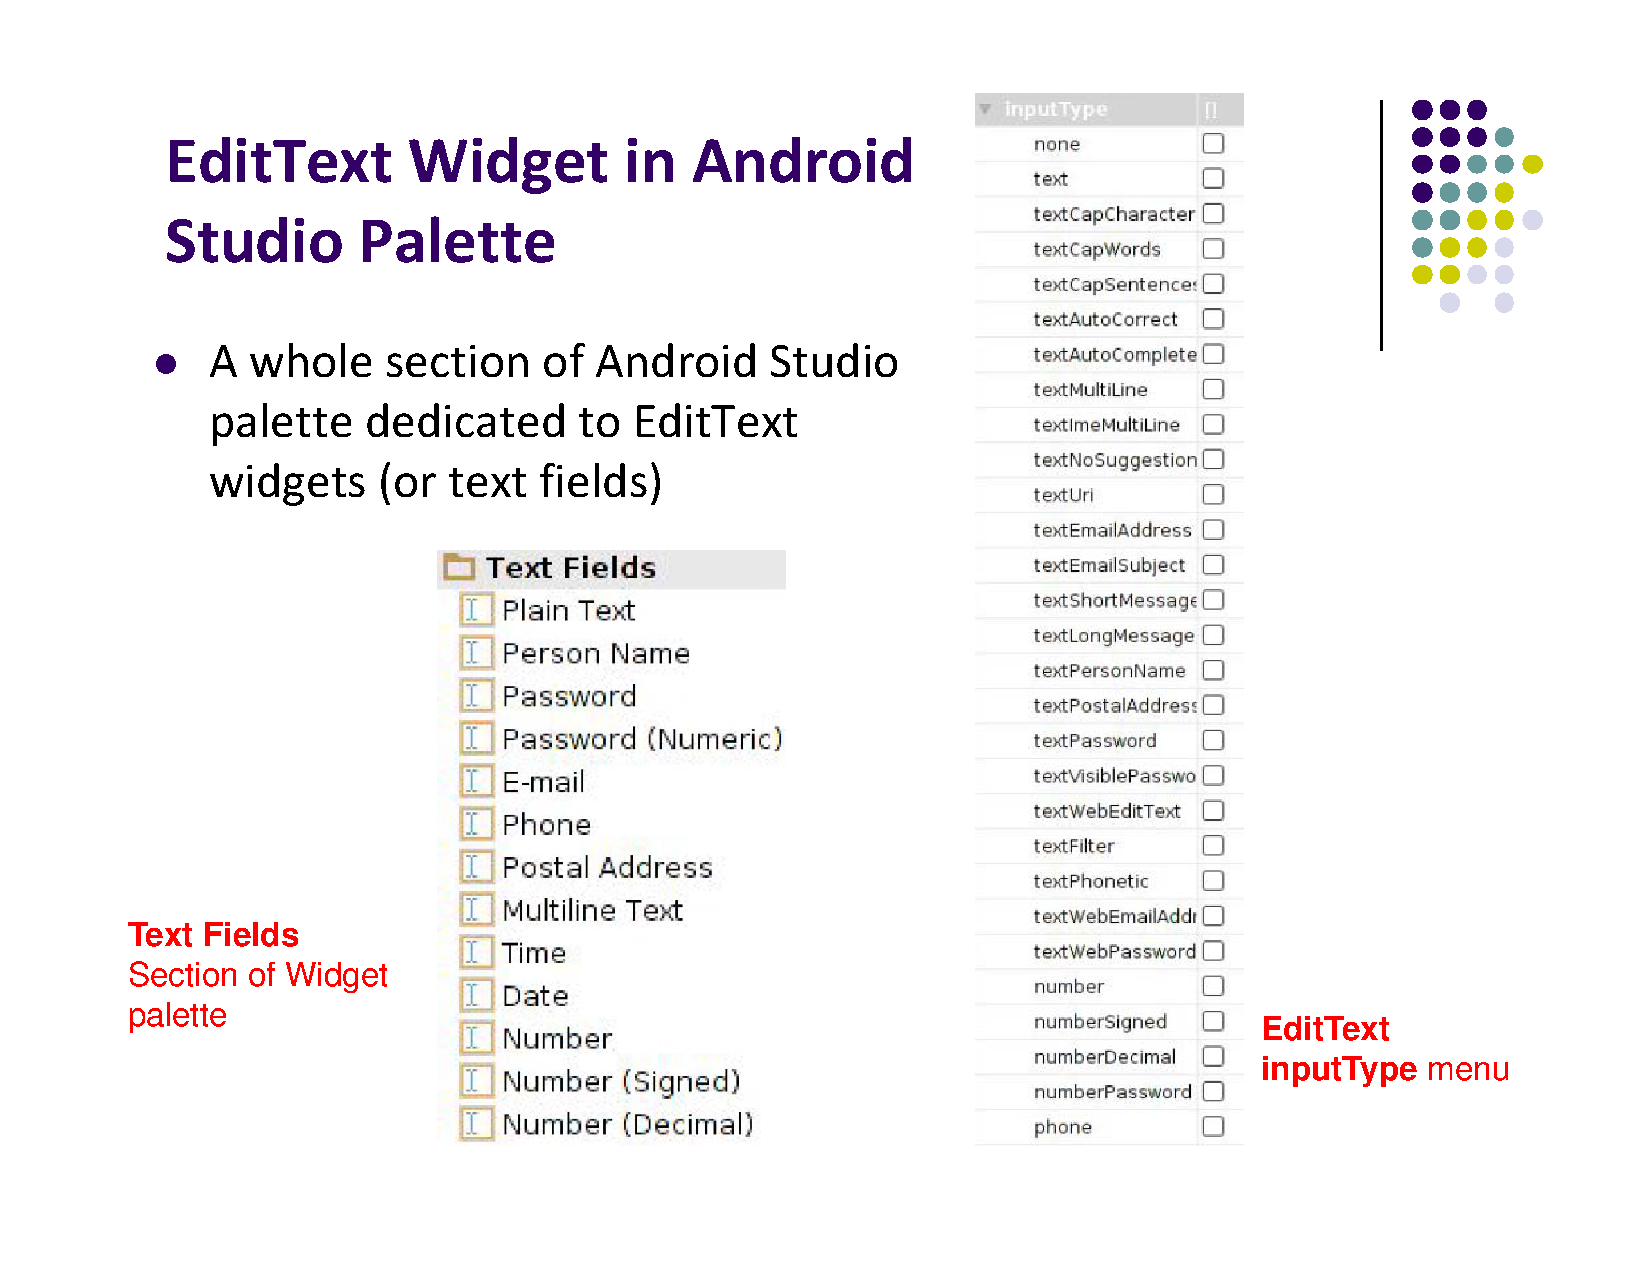 EditText Widget in Android
Studio Palette
A whole section of Android Studio
palette dedicated to EditText
widgets (or text fields)
Text Fields
Plain Text
Person Name
Password
Password (Numeric)
E-mail
Phone
Postal Address
Multiline Text
Time
Date
Number
Number (Signed)
Number (Decimal)
Text Fields
Section of Widget
palette
inputType []
none
text
textCapCharacter
textCapWords
textCapSentences
textAutoCorrect
textAutoComplete
textMultiLine
textImeMultiLine
textNoSuggestion
textUri
textEmailAddress
textEmailSubject
textShortMessage
textLongMessage
textPersonName
textPostalAddress
textPassword
textVisiblePasswo
textWebEditText
textFilter
textPhonetic
textWebEmailAddr
textWebPassword
number
numberSigned
numberDecimal
numberPassword
phone
EditText
inputType menu